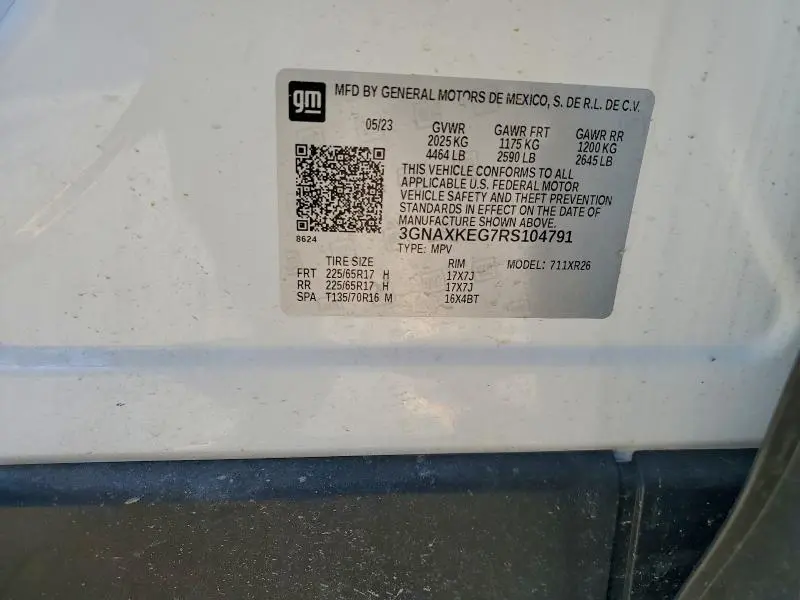 gm
MFD BY GENERAL MOTORS DE MEXICO, S. DE R.L. DE C.V.
05/23 GVWR GAWR FRT GAWR RR
2025 KG 1175 KG 1200 KG
4464 LB 2590 LB 2645 LB
THIS VEHICLE CONFORMS TO ALL
APPLICABLE U.S. FEDERAL MOTOR
VEHICLE SAFETY AND THEFT PREVENTION
STANDARDS IN EFFECT ON THE DATE OF
MANUFACTURE SHOWN ABOVE.
8624
3GNAXKEG7RS104791
TYPE: MPV
TIRE SIZE RIM MODEL: 711XR26
FRT 225/65R17 H 17X7J
RR 225/65R17 H 17X7J
SPA T135/70R16 M 16X4BT